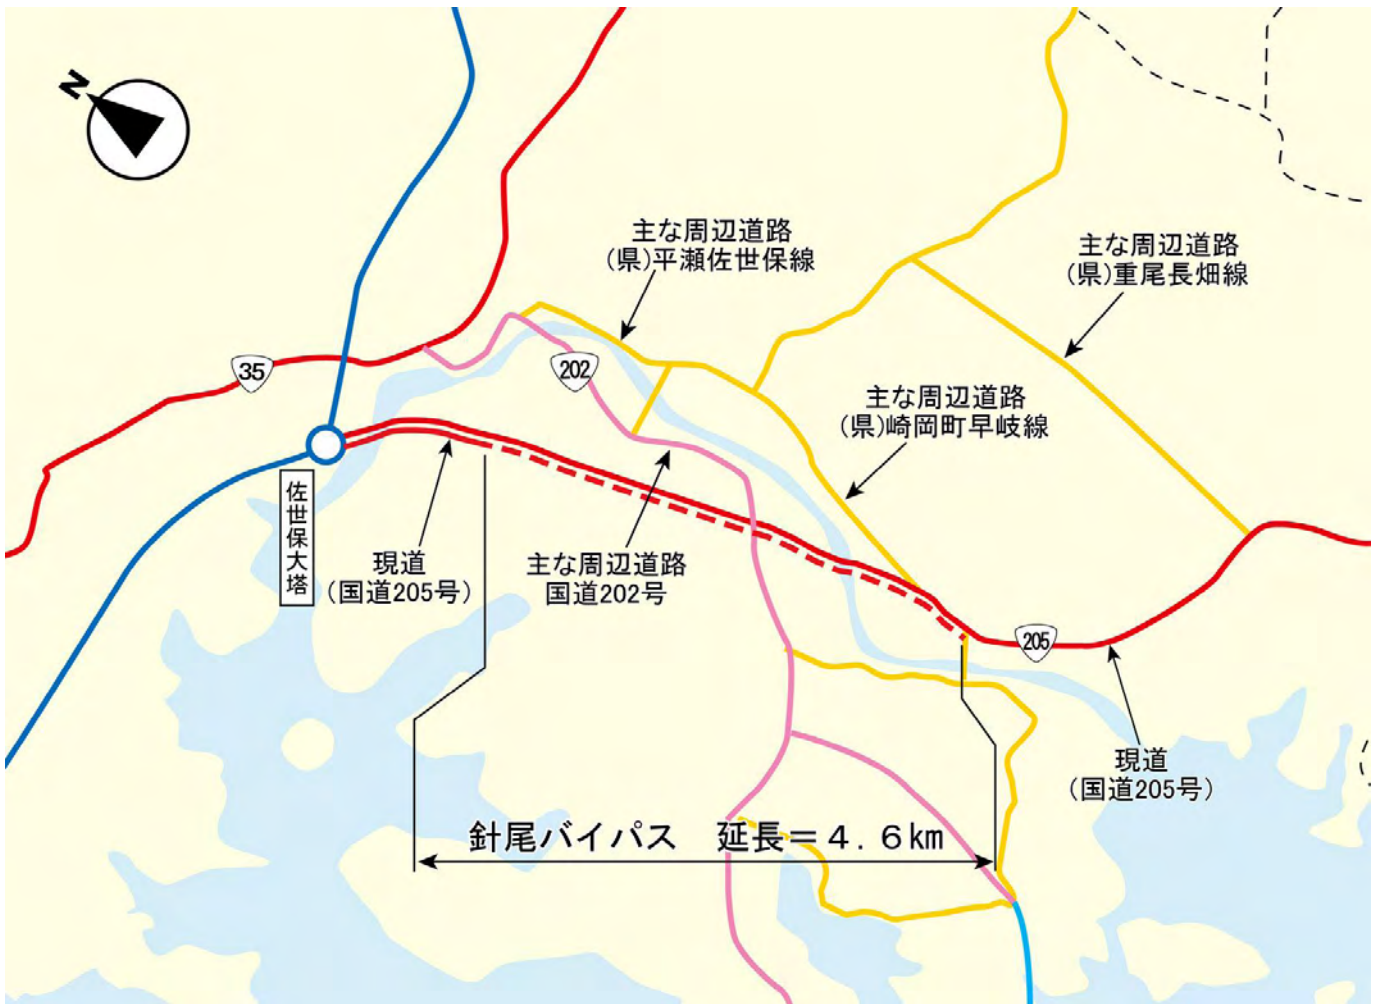 N
主な周辺道路
(県)平瀬佐世保線
主な周辺道路
(県)重尾長畑線
35
202
主な周辺道路
(県)崎岡町早岐線
佐世保大塔
現道
(国道205号)
主な周辺道路
国道202号
205
現道
(国道205号)
針尾バイパス 延長=4.6km